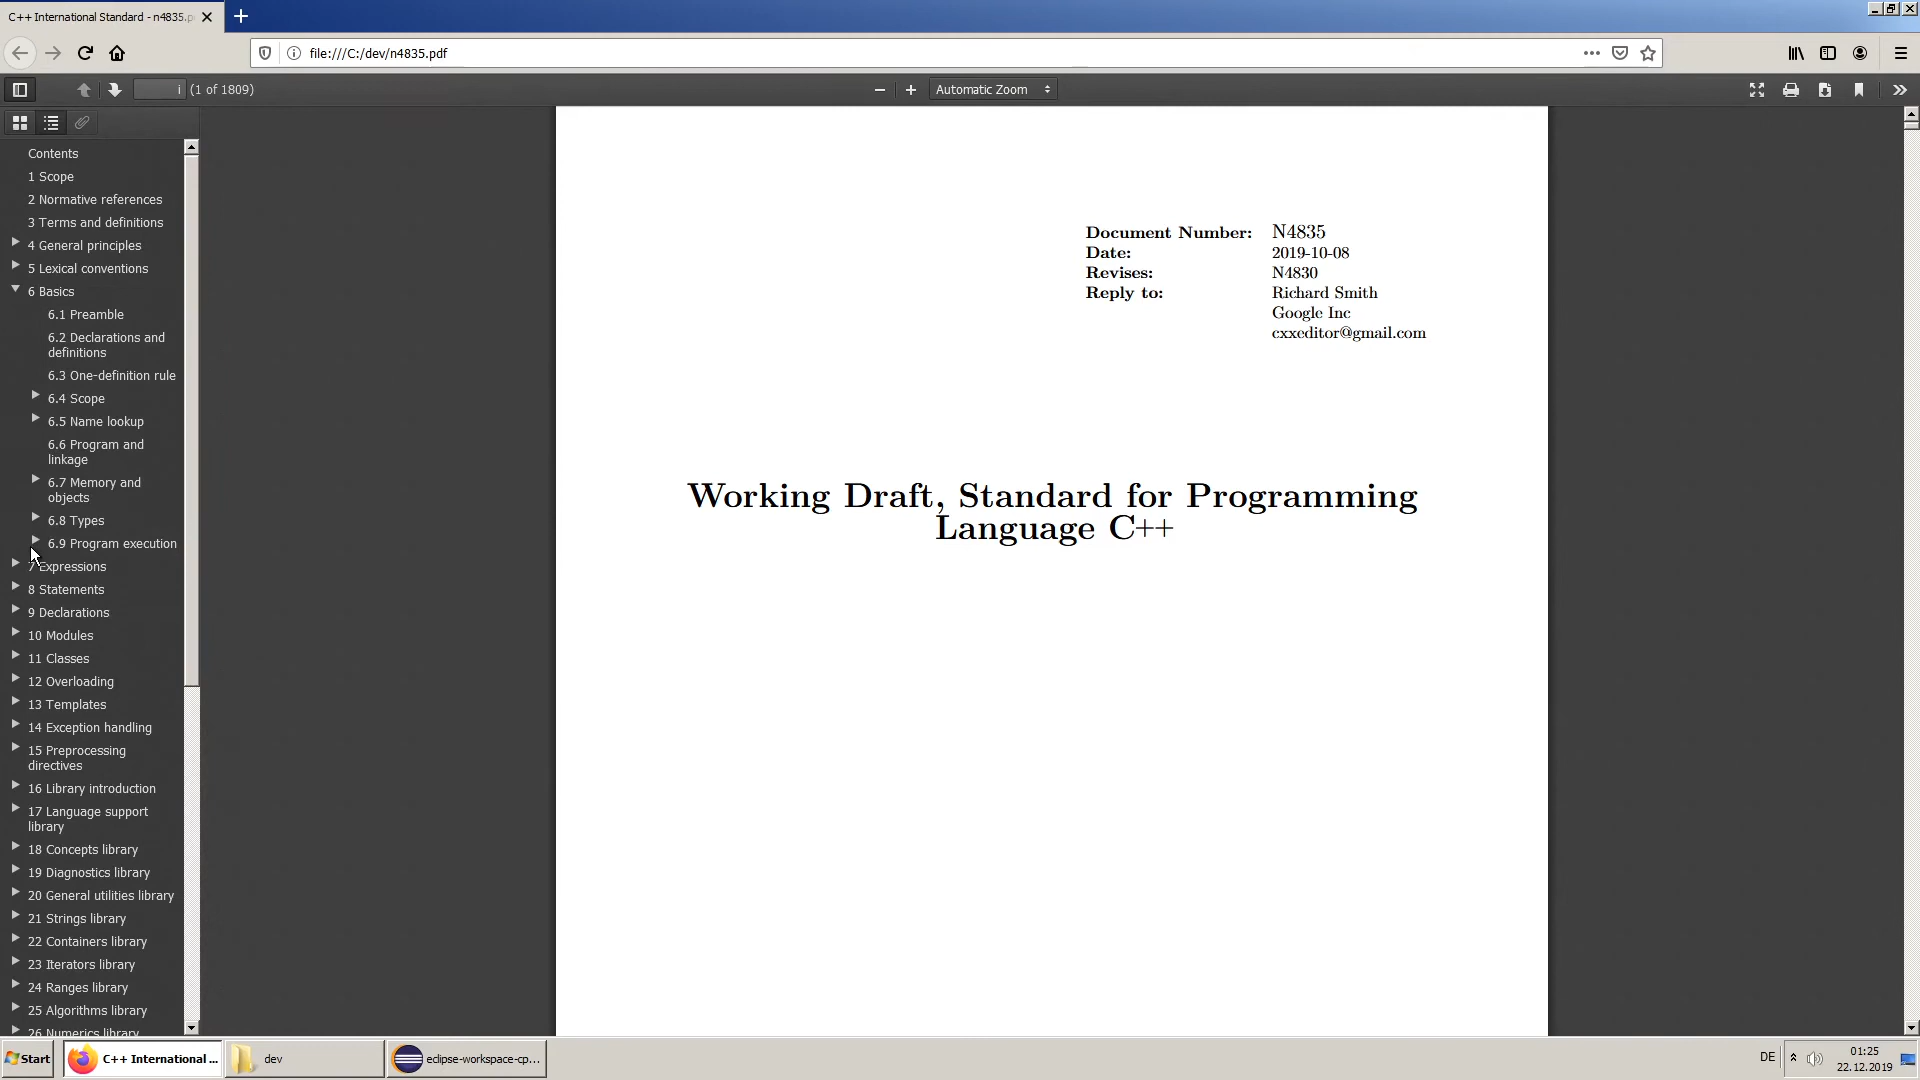 C++ International Standard - n4835.p
file:///C:/dev/n4835.pdf
i (1 of 1809)
Automatic Zoom
Contents
1 Scope
2 Normative references
3 Terms and definitions
4 General principles
5 Lexical conventions
6 Basics
6.1 Preamble
6.2 Declarations and
definitions
6.3 One-definition rule
6.4 Scope
6.5 Name lookup
6.6 Program and
linkage
6.7 Memory and
objects
6.8 Types
6.9 Program execution
7 Expressions
8 Statements
9 Declarations
10 Modules
11 Classes
12 Overloading
13 Templates
14 Exception handling
15 Preprocessing
directives
16 Library introduction
17 Language support
library
18 Concepts library
19 Diagnostics library
20 General utilities library
21 Strings library
22 Containers library
23 Iterators library
24 Ranges library
25 Algorithms library
26 Numerics library
Document Number: N4835
Date: 2019-10-08
Revises: N4830
Reply to: Richard Smith
Google Inc
cxxeditor@gmail.com
Working Draft, Standard for Programming
Language C++
Start
C++ International ...
dev
eclipse-workspace-cp...
DE
01:25
22.12.2019